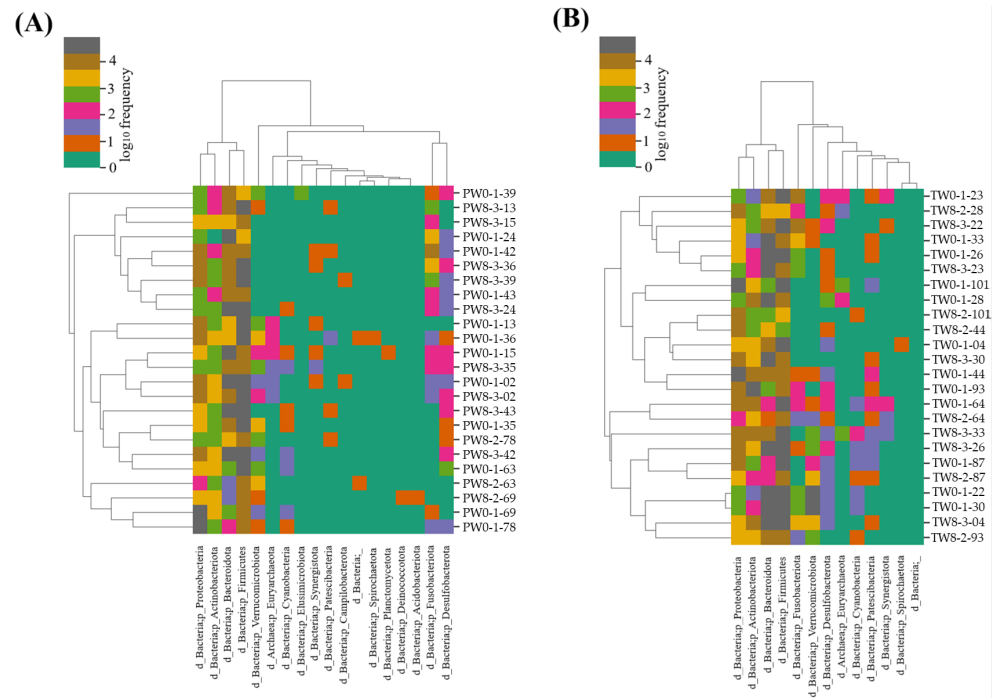 (A)
4
3
2
1
0
log10 frequency
PW0-1-39
PW8-3-13
PW8-3-15
PW0-1-24
PW0-1-42
PW8-3-36
PW8-3-39
PW0-1-43
PW8-3-24
PW0-1-13
PW0-1-36
PW0-1-15
PW8-3-35
PW0-1-02
PW8-3-02
PW8-3-43
PW0-1-35
PW8-2-78
PW8-3-42
PW0-1-63
PW8-2-63
PW8-2-69
PW0-1-69
PW0-1-78
d_Bacteria;p_Proteobacteria
d_Bacteria;p_Actinobacteriota
d_Bacteria;p_Bacteroidota
d_Bacteria;p_Firmicutes
d_Bacteria;p_Verrucomicrobiota
d_Archaea;p_Euryarchaeota
d_Bacteria;p_Cyanobacteria
d_Bacteria;p_Elusimicrobiota
d_Bacteria;p_Synergistota
d_Bacteria;p_Patescibacteria
d_Bacteria;p_Campilobacterota
d_Bacteria;_
d_Bacteria;p_Spirochaetota
d_Bacteria;p_Planctomycetota
d_Bacteria;p_Deinococcotota
d_Bacteria;p_Acidobacteriota
d_Bacteria;p_Fusobacteriota
d_Bacteria;p_Desulfobacterota
(B)
4
3
2
1
0
log10 frequency
TW0-1-23
TW8-2-28
TW8-3-22
TW0-1-33
TW0-1-26
TW8-3-23
TW0-1-101
TW0-1-28
TW8-2-101
TW8-2-44
TW0-1-04
TW8-3-30
TW0-1-44
TW0-1-93
TW0-1-64
TW8-2-64
TW8-3-33
TW8-3-26
TW0-1-87
TW8-2-87
TW0-1-22
TW0-1-30
TW8-3-04
TW8-2-93
d_Bacteria;p_Proteobacteria
d_Bacteria;p_Actinobacteriota
d_Bacteria;p_Bacteroidota
d_Bacteria;p_Firmicutes
d_Bacteria;p_Fusobacteriota
d_Bacteria;p_Verrucomicrobiota
d_Bacteria;p_Desulfobacterota
d_Archaea;p_Euryarchaeota
d_Bacteria;p_Cyanobacteria
d_Bacteria;p_Patescibacteria
d_Bacteria;p_Synergistota
d_Bacteria;p_Spirochaetota
d_Bacteria;_